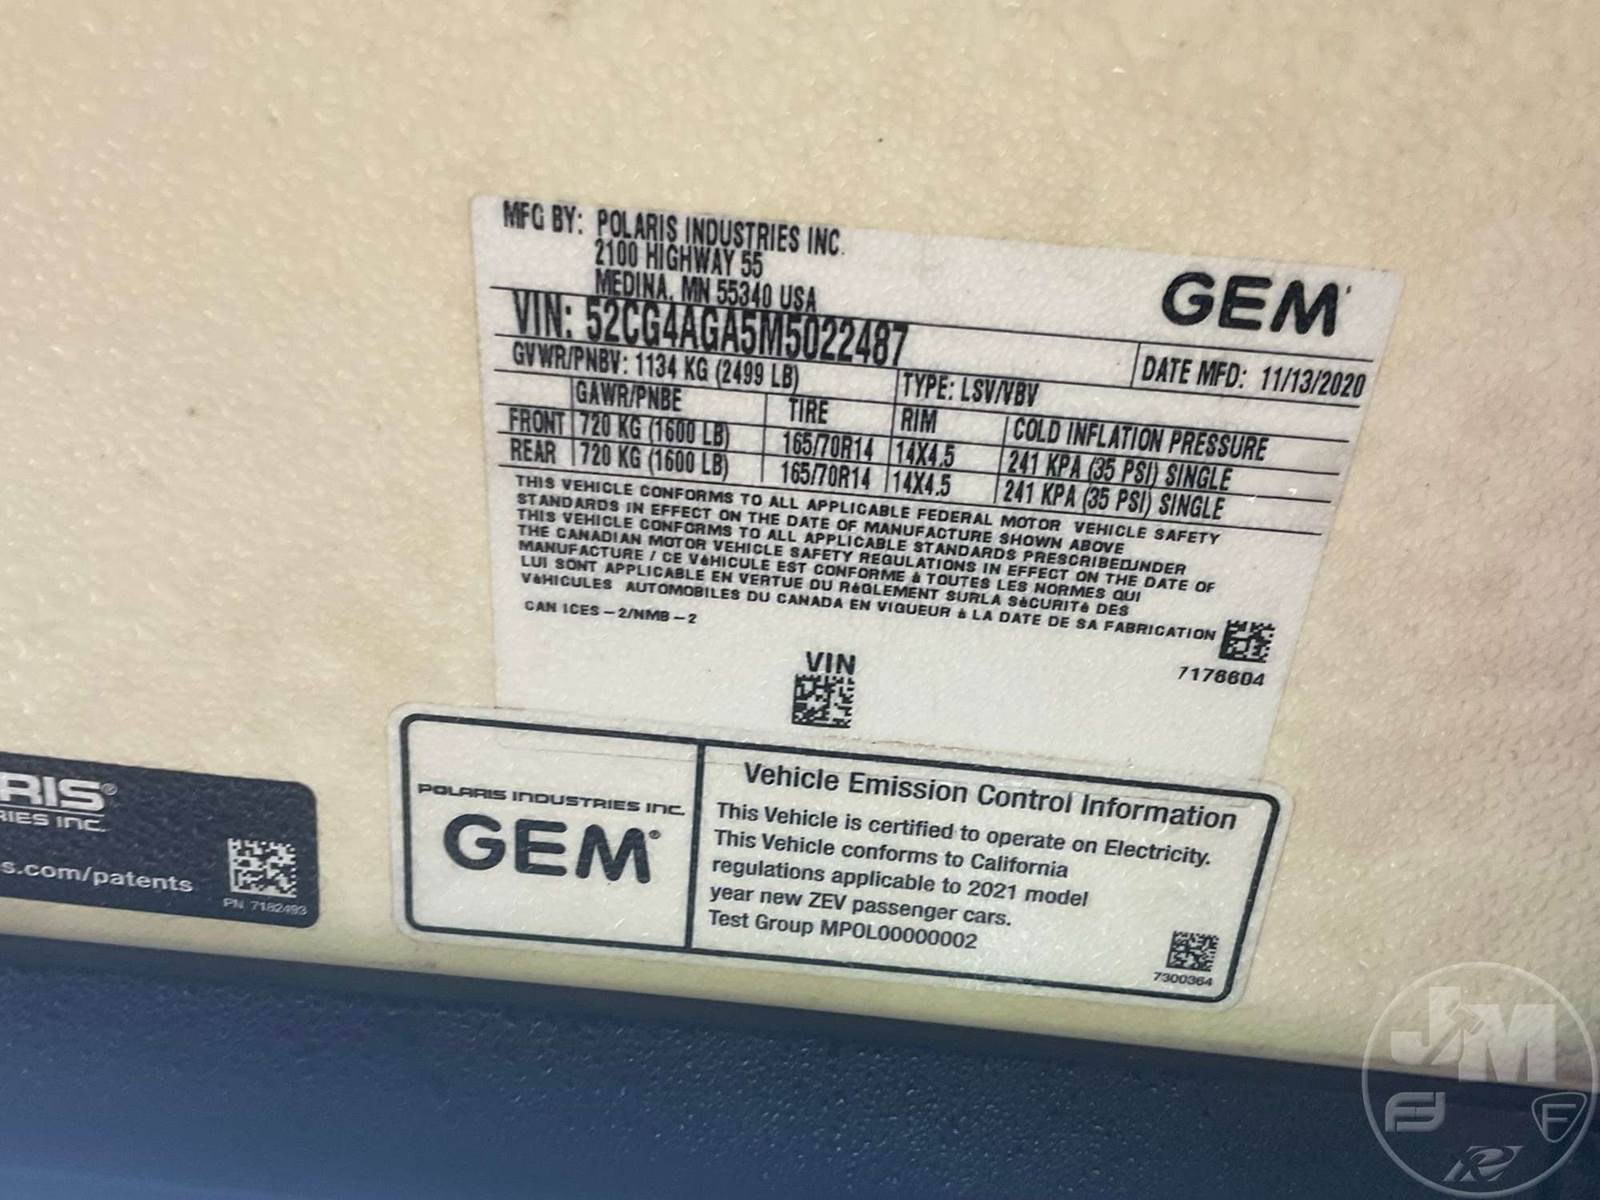 MFG BY: POLARIS INDUSTRIES INC.
2100 HIGHWAY 55
MEDINA, MN 55340 USA
GEM
VIN: 52CG4AGA5M5022487
DATE MFD: 11/13/2020
GVWR/PNBV: 1134 KG (2499 LB)
TYPE: LSV/VBV
GAWR/PNBE TIRE RIM COLD INFLATION PRESSURE
FRONT 720 KG (1600 LB) 165/70R14 14X4.5 241 KPA (35 PSI) SINGLE
REAR 720 KG (1600 LB) 165/70R14 14X4.5 241 KPA (35 PSI) SINGLE
THIS VEHICLE CONFORMS TO ALL APPLICABLE FEDERAL MOTOR VEHICLE SAFETY
STANDARDS IN EFFECT ON THE DATE OF MANUFACTURE SHOWN ABOVE
THIS VEHICLE CONFORMS TO ALL APPLICABLE STANDARDS PRESCRIBEDUNDER
THE CANADIAN MOTOR VEHICLE SAFETY REGULATIONS IN EFFECT ON THE DATE OF
MANUFACTURE / CE VéHICULE EST CONFORME à TOUTES LES NORMES QUI
LUI SONT APPLICABLE EN VERTUE DU RéGLEMENT SURLA SéCURITé DES
VéHICULES AUTOMOBILES DU CANADA EN VIQUEUR à LA DATE DE SA FABRICATION
CAN ICES-2/NMB-2
7178604
VIN
POLARIS INDUSTRIES INC.
GEM®
Vehicle Emission Control Information
This Vehicle is certified to operate on Electricity.
This Vehicle conforms to California
regulations applicable to 2021 model
year new ZEV passenger cars.
Test Group MPOL00000002
7300364
RIS®
RIES INC.
s.com/patents
PN 7182493
JM